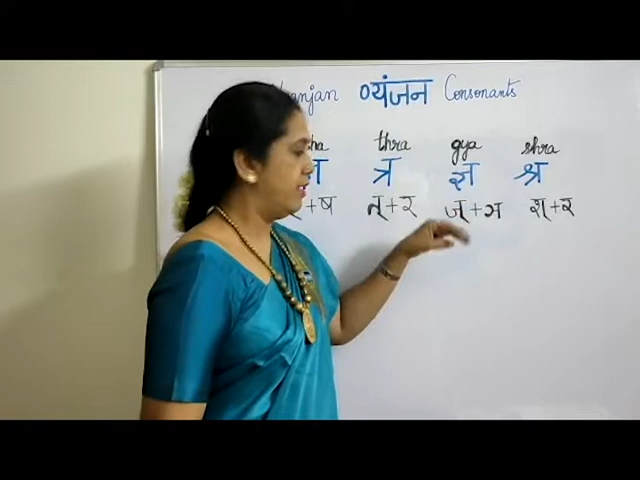 व्यंजन Consonants
thra gya shra
त्र ज्ञ श्र
+ष त्+र ज्+ञ श्+र